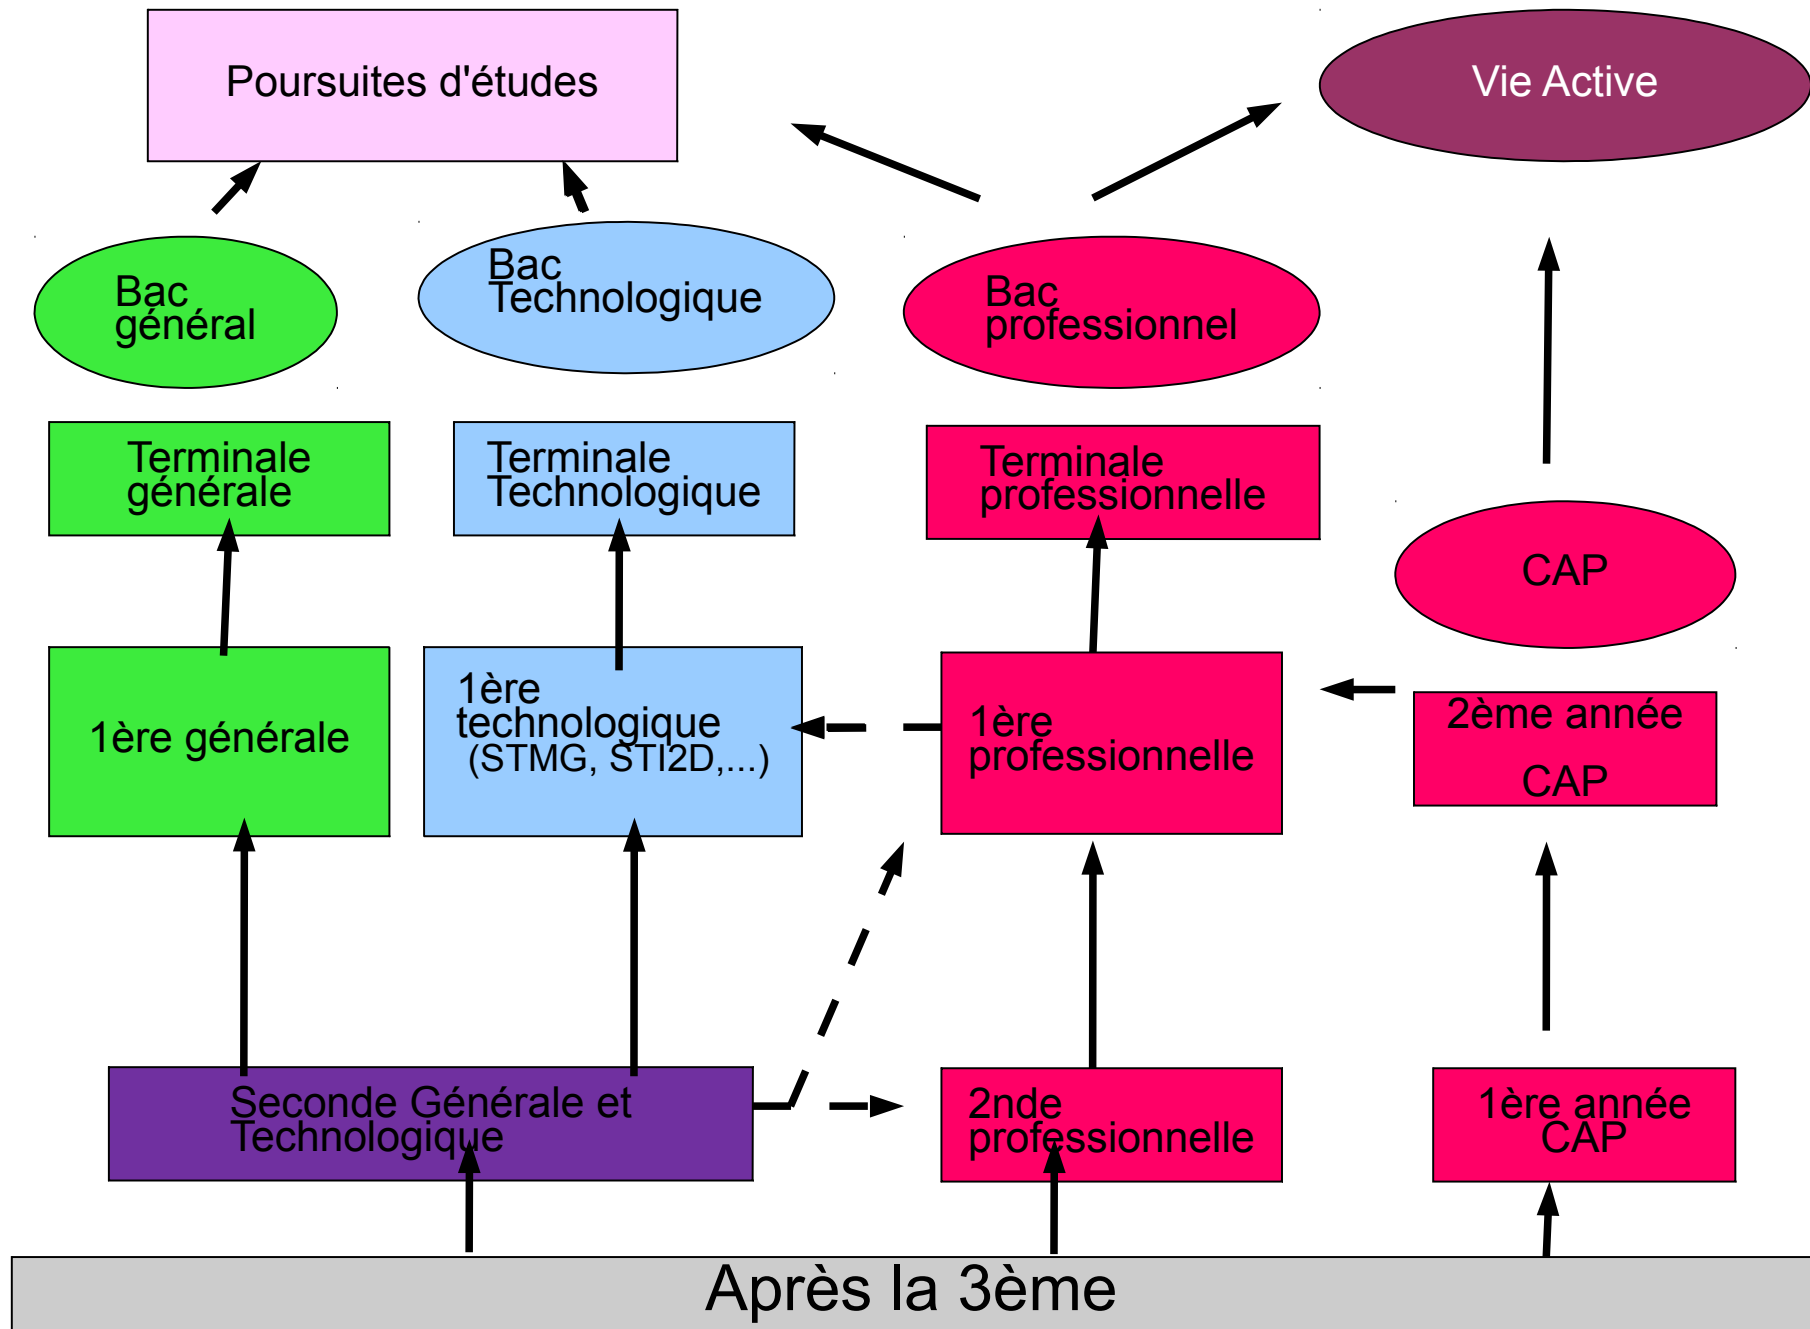 Poursuites d'études
Vie Active
Bac
général
Bac
Technologique
Bac
professionnel
Terminale
générale
Terminale
Technologique
Terminale
professionnelle
CAP
1ère générale
1ère
technologique
(STMG, STI2D,...)
1ère
professionnelle
2ème année
CAP
Seconde Générale et
Technologique
2nde
professionnelle
1ère année
CAP
Après la 3ème